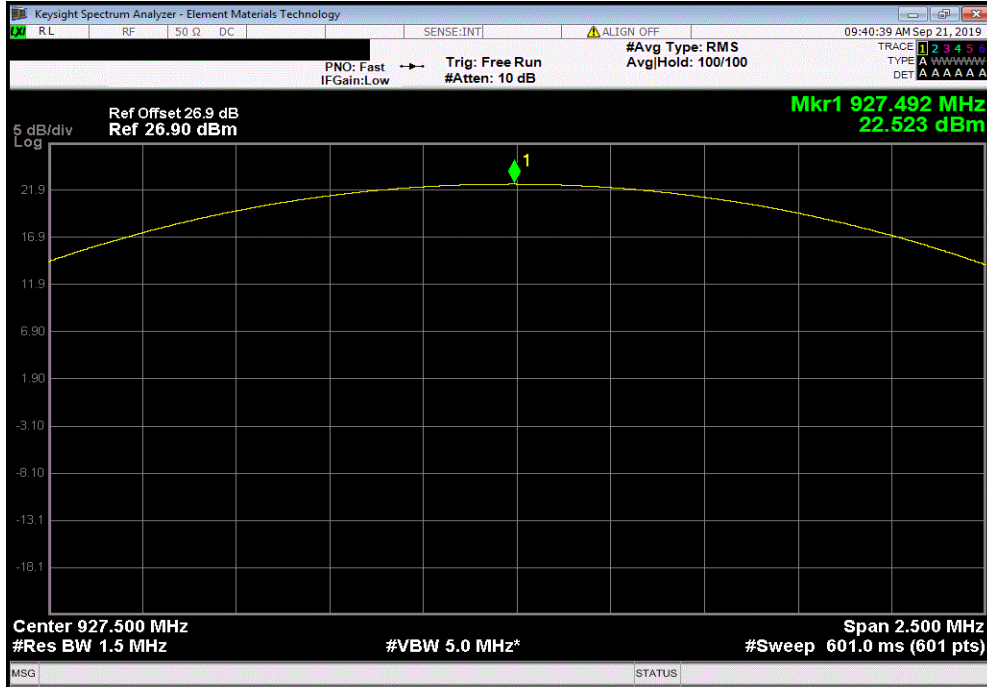 Keysight Spectrum Analyzer - Element Materials Technology
LXI RL RF 50 Ω DC SENSE:INT ALIGN OFF 09:40:39 AM Sep 21, 2019
PNO: Fast Trig: Free Run #Avg Type: RMS TRACE 1 2 3 4 5 6
IFGain:Low #Atten: 10 dB Avg|Hold: 100/100 TYPE A WWWWW
DET A A A A A A
Ref Offset 26.9 dB Mkr1 927.492 MHz
5 dB/div Ref 26.90 dBm 22.523 dBm
Log
1
21.9
16.9
11.9
6.90
1.90
-3.10
-8.10
-13.1
-18.1
Center 927.500 MHz Span 2.500 MHz
#Res BW 1.5 MHz #VBW 5.0 MHz* #Sweep 601.0 ms (601 pts)
MSG STATUS